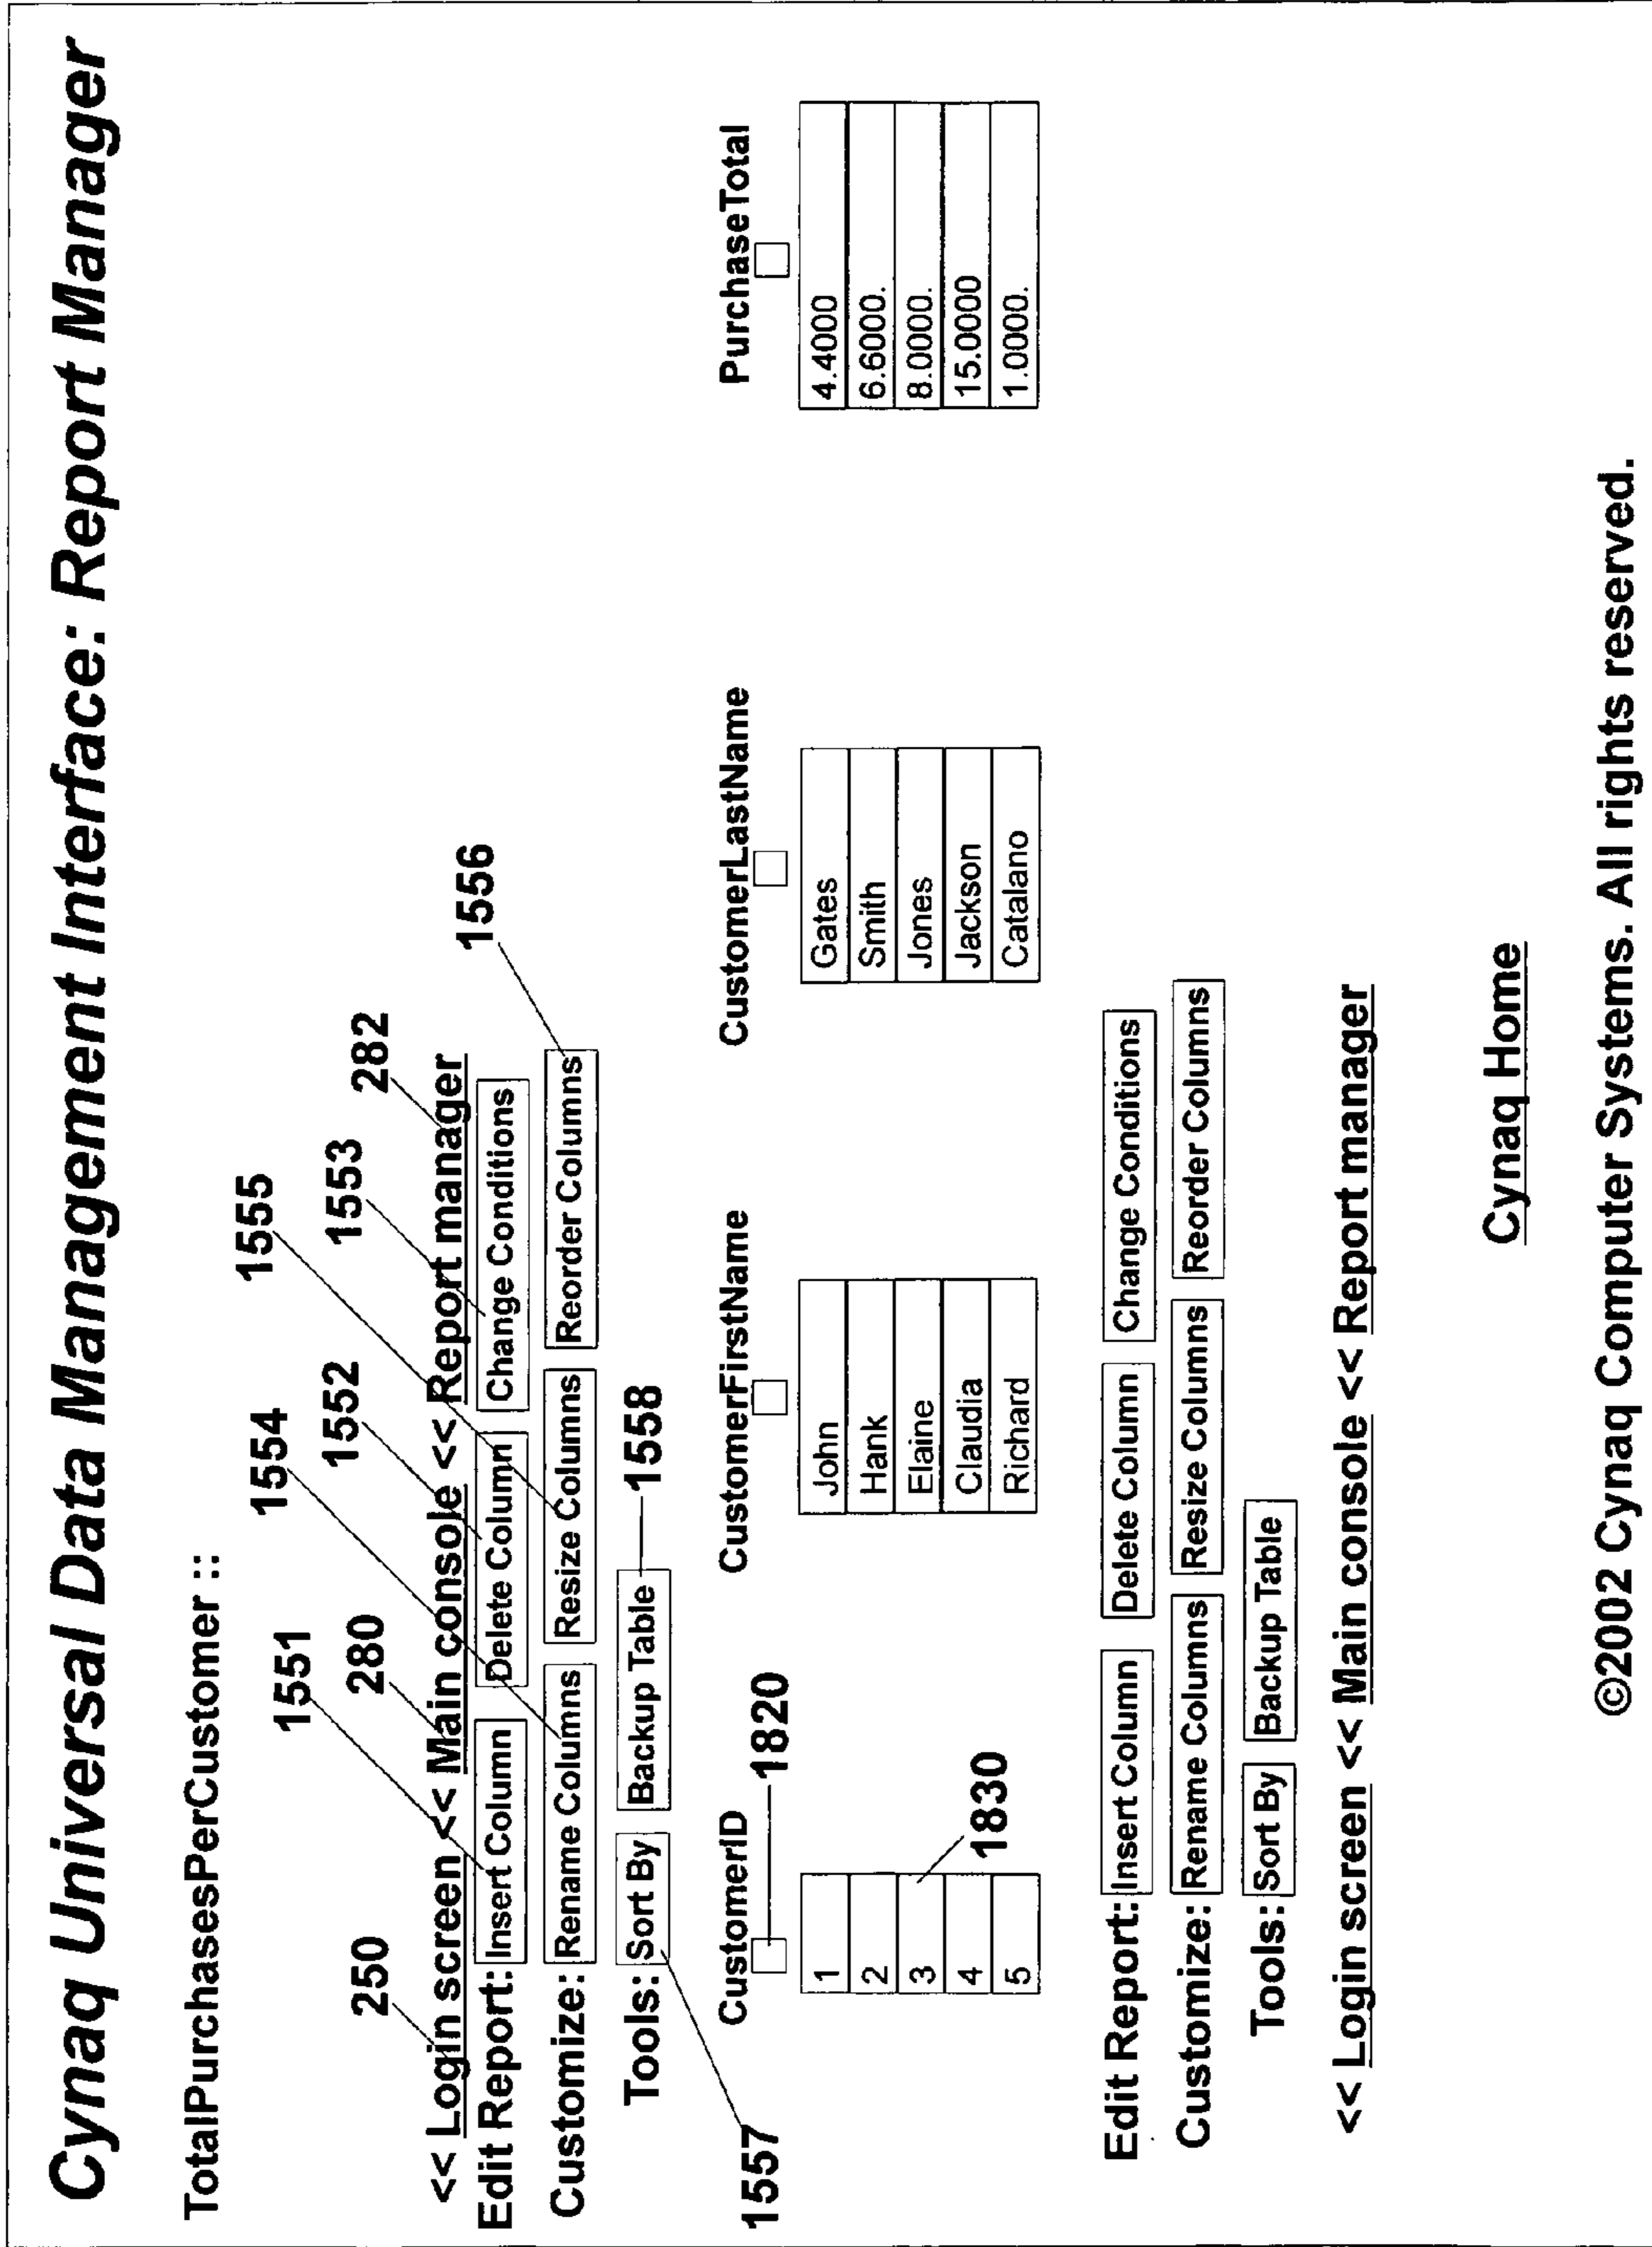 Cynaq Universal Data Management Interface: Report Manager
TotalPurchasesPerCustomer ::
1554 1555
1551 1552 1553
250 280 282
<< Login screen << Main console << Report manager
1556
Edit Report: Insert Column Delete Column Change Conditions
Customize: Rename Columns Resize Columns Reorder Columns
Tools: Sort By Backup Table 1558
1557
CustomerID CustomerFirstName CustomerLastName PurchaseTotal
1820
1 John Gates 4.4000
2 Hank Smith 6.6000.
3 Elaine Jones 8.0000.
4 Claudia Jackson 15.0000
5 Richard Catalano 1.0000.
1830
Edit Report: Insert Column Delete Column Change Conditions
Customize: Rename Columns Resize Columns Reorder Columns
Tools: Sort By Backup Table
<< Login screen << Main console << Report manager
Cynaq Home
©2002 Cynaq Computer Systems. All rights reserved.